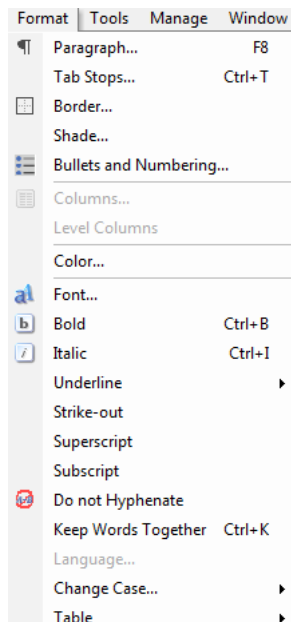 Format Tools Manage Window
Paragraph... F8
Tab Stops... Ctrl+T
Border...
Shade...
Bullets and Numbering...
Columns...
Level Columns
Color...
Font...
Bold Ctrl+B
Italic Ctrl+I
Underline
Strike-out
Superscript
Subscript
Do not Hyphenate
Keep Words Together Ctrl+K
Language...
Change Case...
Table